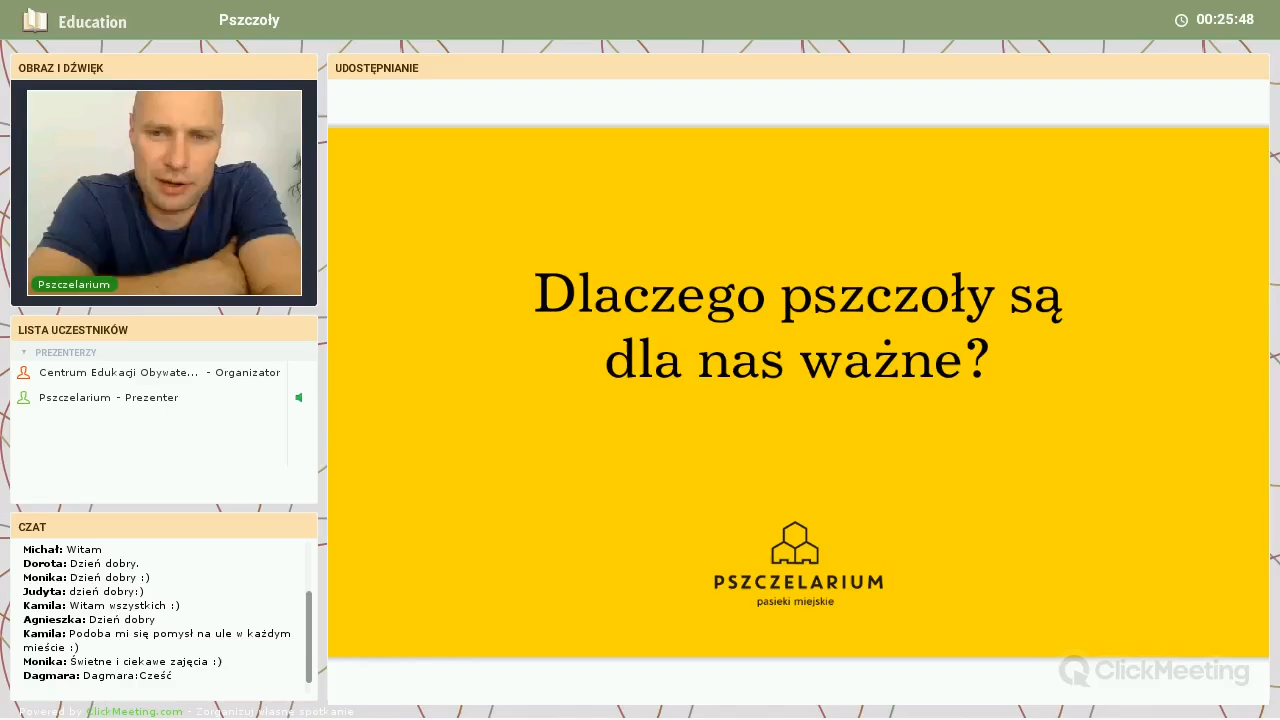 Education
Pszczoły
00:25:48
OBRAZ I DŹWIĘK
Pszczelarium
LISTA UCZESTNIKÓW
PREZENTERZY
Centrum Edukacji Obywate... - Organizator
Pszczelarium - Prezenter
CZAT
Michał: Witam
Dorota: Dzień dobry.
Monika: Dzień dobry :)
Judyta: dzień dobry:)
Kamila: Witam wszystkich :)
Agnieszka: Dzień dobry
Kamila: Podoba mi się pomysł na ule w każdym
mieście :)
Monika: Świetne i ciekawe zajęcia :)
Dagmara: Dagmara:Cześć
Powered by ClickMeeting.com - Zorganizuj własne spotkanie
UDOSTĘPNIANIE
Dlaczego pszczoły są
dla nas ważne?
PSZCZELARIUM
pasieki miejskie
ClickMeeting